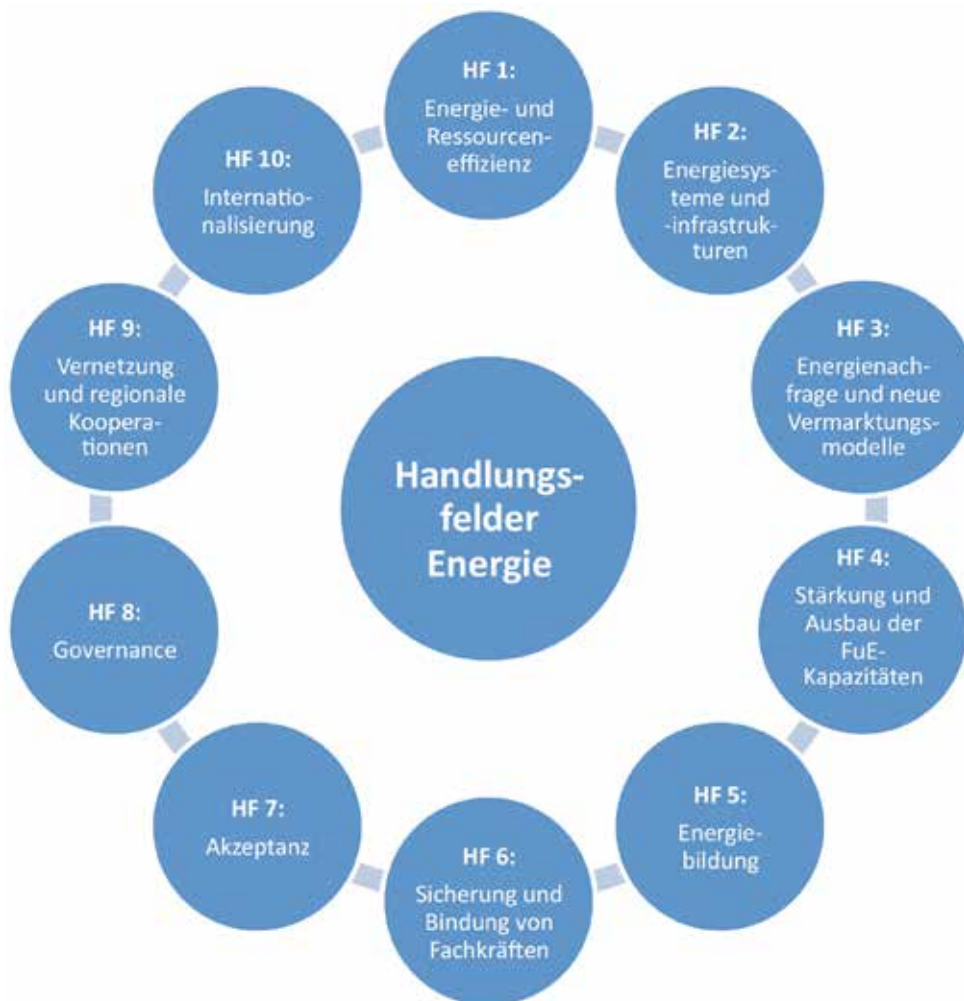 HF 1:
Energie- und
Ressourcen-
effizienz
HF 2:
Energiesys-
teme und
-infrastruk-
turen
HF 3:
Energienach-
frage und neue
Vermarktungs-
modelle
HF 4:
Stärkung und
Ausbau der
FuE-
Kapazitäten
HF 5:
Energie-
bildung
HF 6:
Sicherung und
Bindung von
Fachkräften
HF 7:
Akzeptanz
HF 8:
Governance
HF 9:
Vernetzung
und regionale
Koopera-
tionen
HF 10:
Internatio-
nalisierung
Handlungs-
felder
Energie